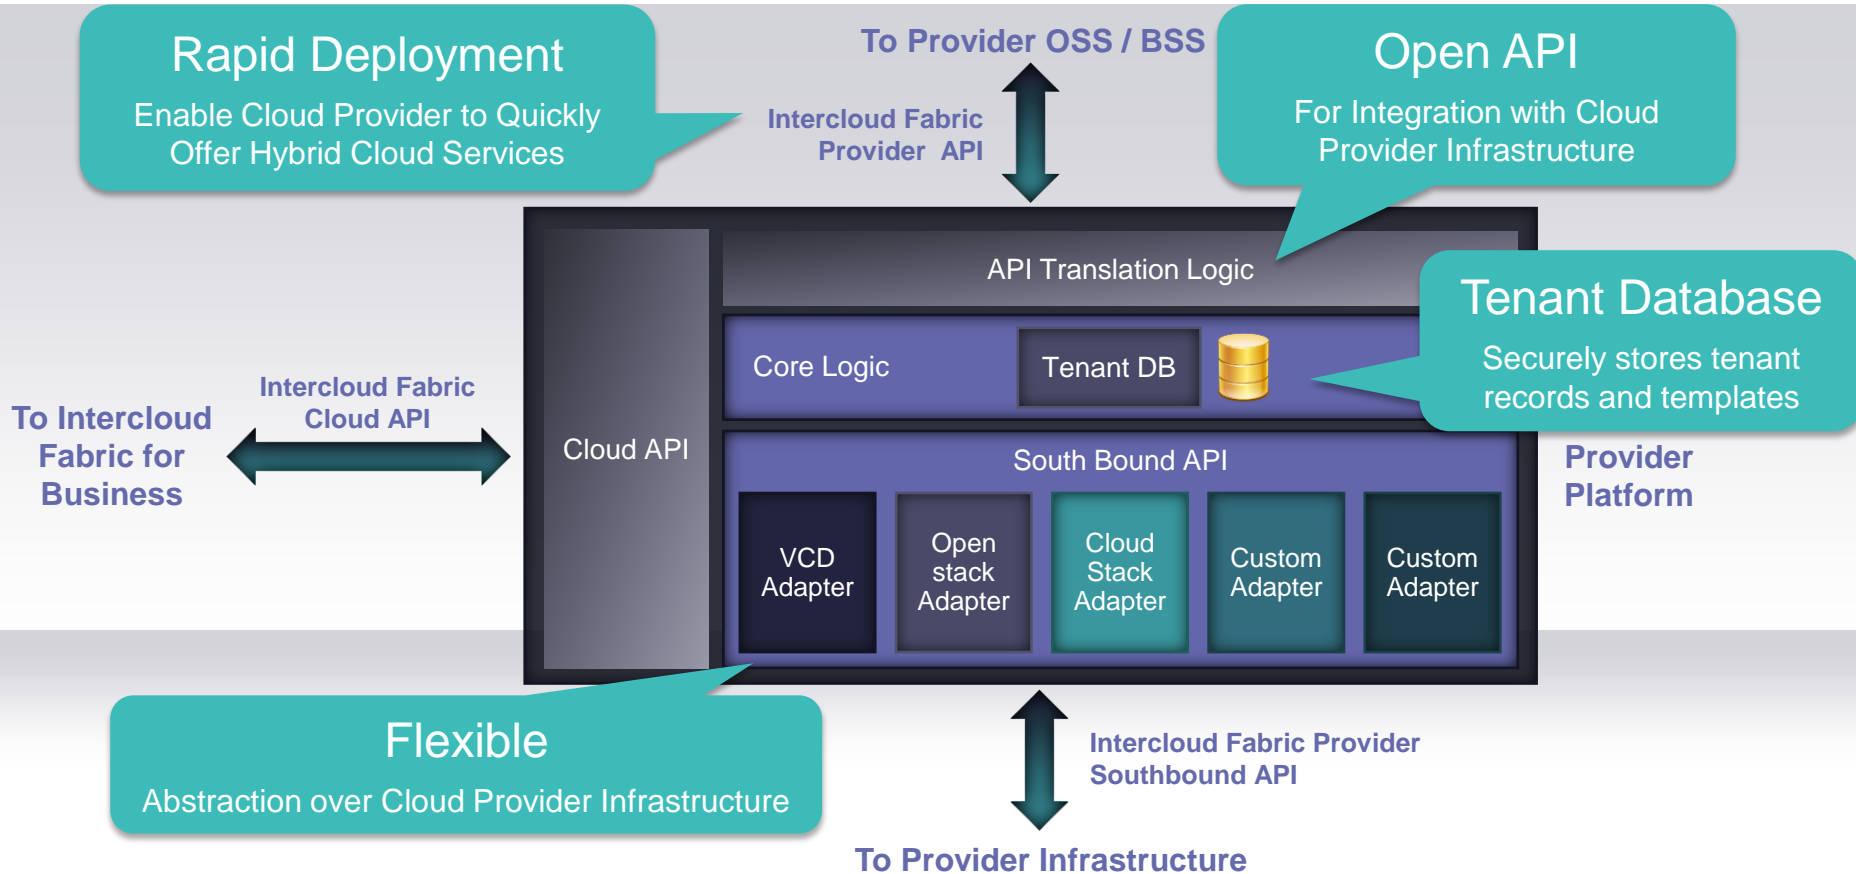 Rapid Deployment
Enable Cloud Provider to Quickly
Offer Hybrid Cloud Services
To Provider OSS / BSS
Intercloud Fabric
Provider API
Open API
For Integration with Cloud
Provider Infrastructure
API Translation Logic
Tenant Database
Securely stores tenant
records and templates
Core Logic
Tenant DB
Intercloud Fabric
Cloud API
To Intercloud
Fabric for
Business
Cloud API
South Bound API
Provider
Platform
VCD
Adapter
Open
stack
Adapter
Cloud
Stack
Adapter
Custom
Adapter
Custom
Adapter
Flexible
Abstraction over Cloud Provider Infrastructure
Intercloud Fabric Provider
Southbound API
To Provider Infrastructure